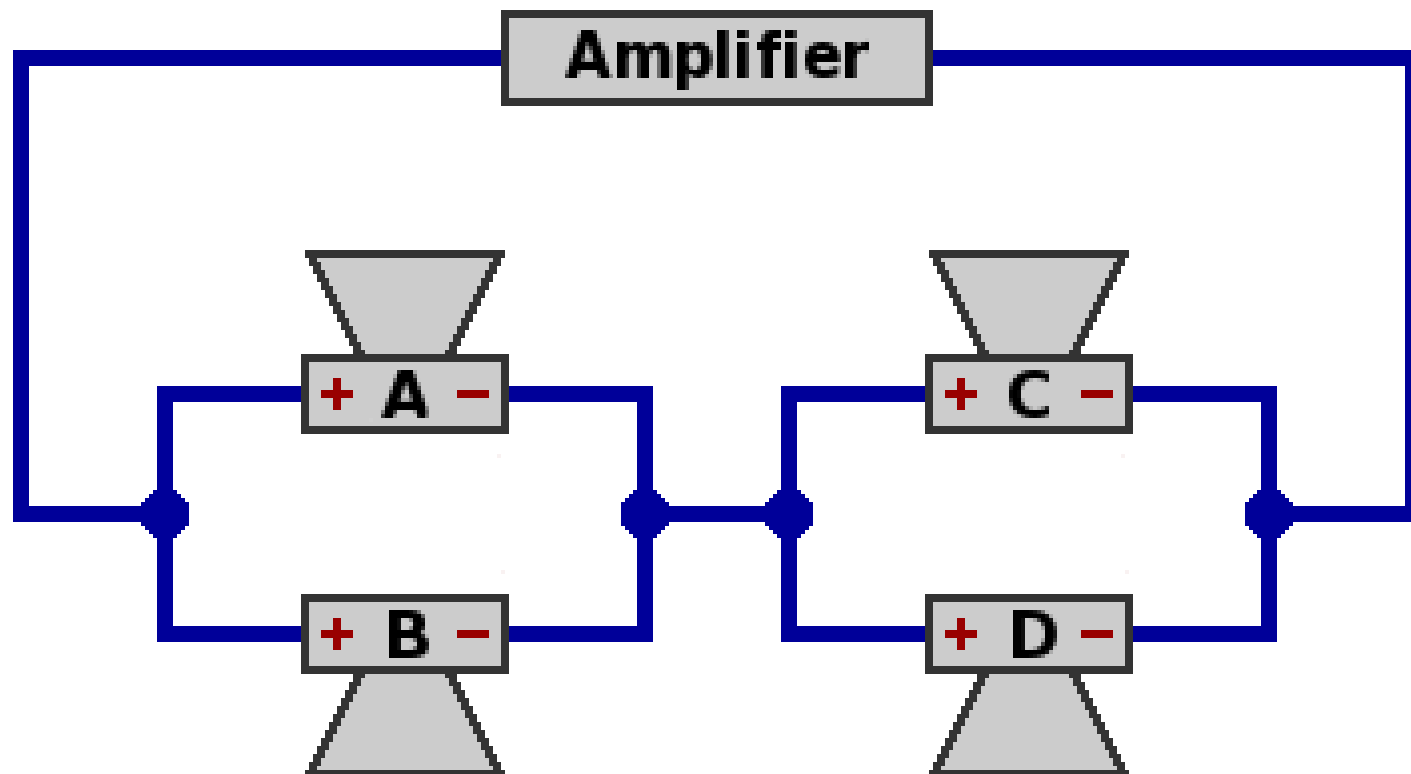 Amplifier
+ A −
+ C −
+ B −
+ D −